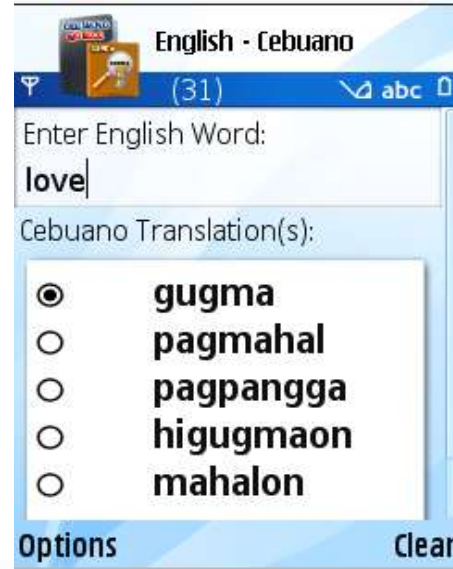 English - Cebuano
(31) abc
Enter English Word:
love
Cebuano Translation(s):
gugma
pagmahal
pagpangga
higugmaon
mahalon
Options Clear